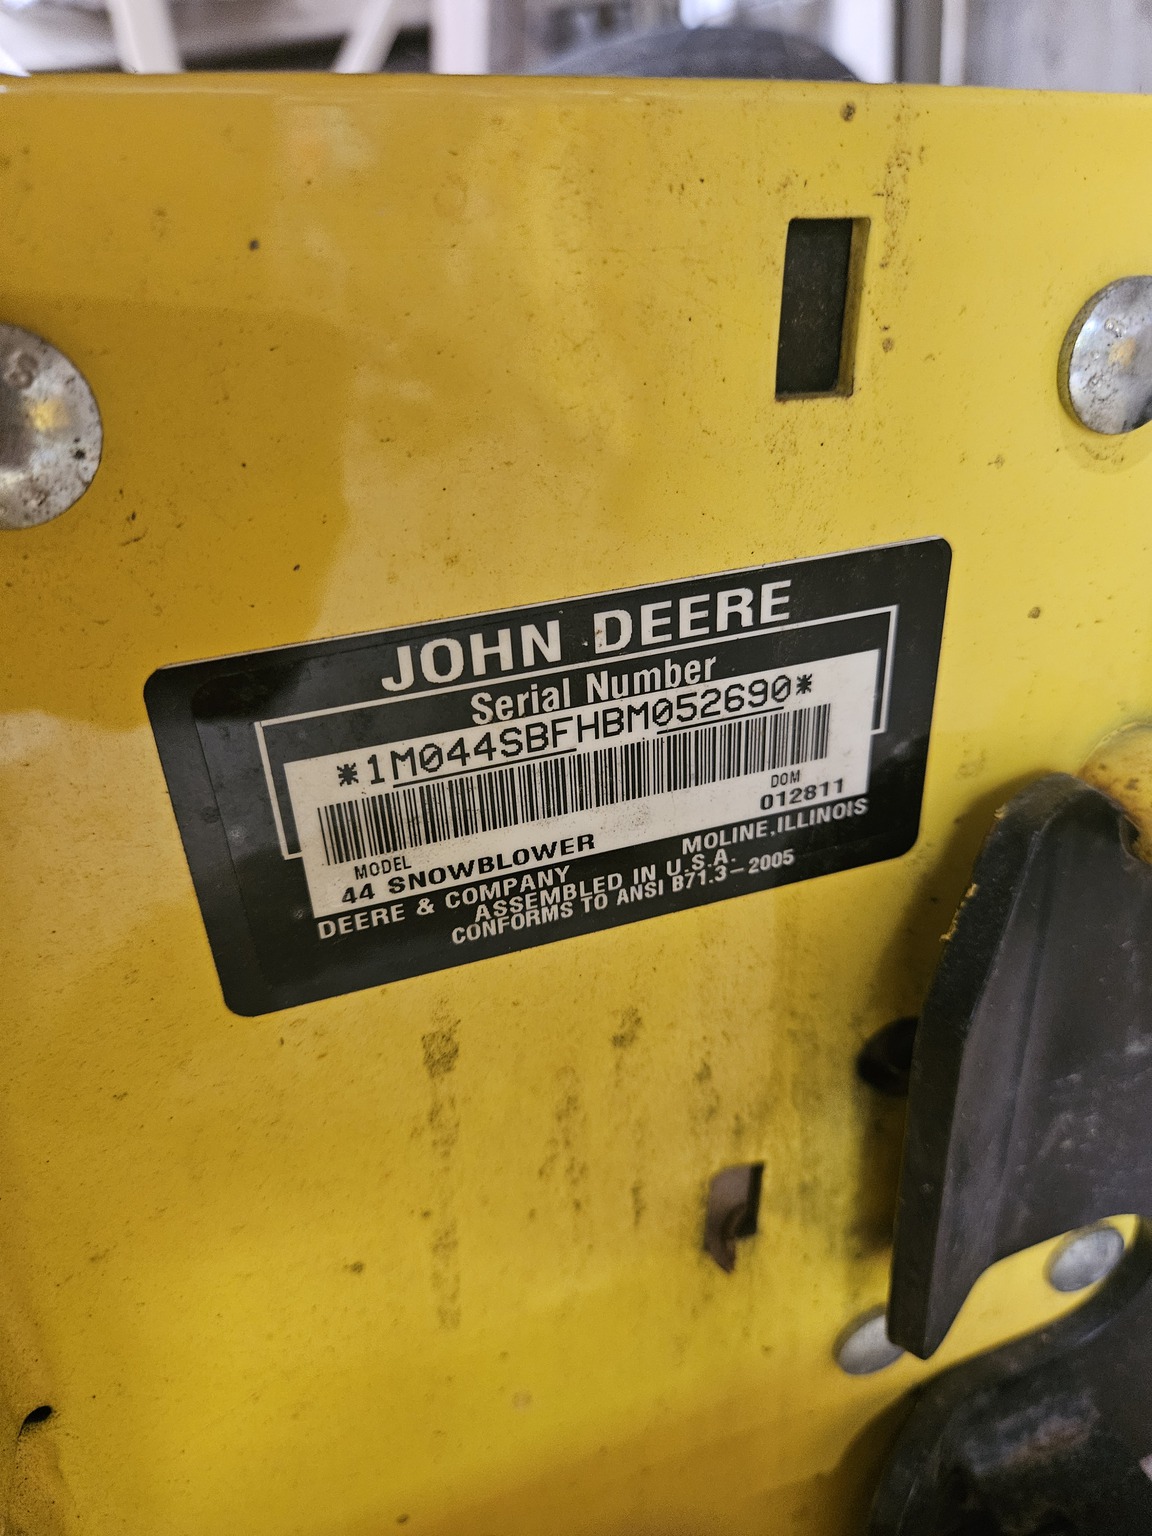 JOHN DEERE
Serial Number
*1M044SBFHBM052690*
DOM
012811
MODEL
44 SNOWBLOWER
DEERE & COMPANY MOLINE, ILLINOIS
ASSEMBLED IN U.S.A.
CONFORMS TO ANSI B71.3-2005